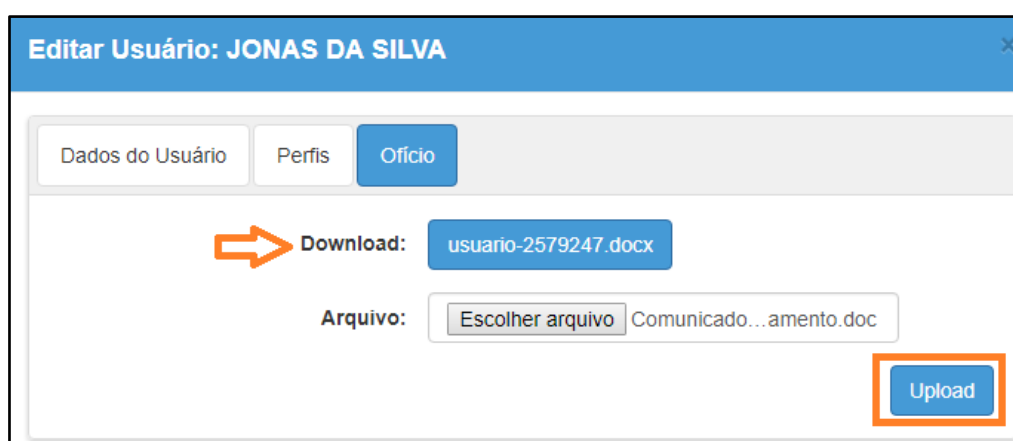 Editar Usuário: JONAS DA SILVA ×
Dados do Usuário Perfis Ofício
Download: usuario-2579247.docx
Arquivo: Escolher arquivo Comunicado...amento.doc
Upload